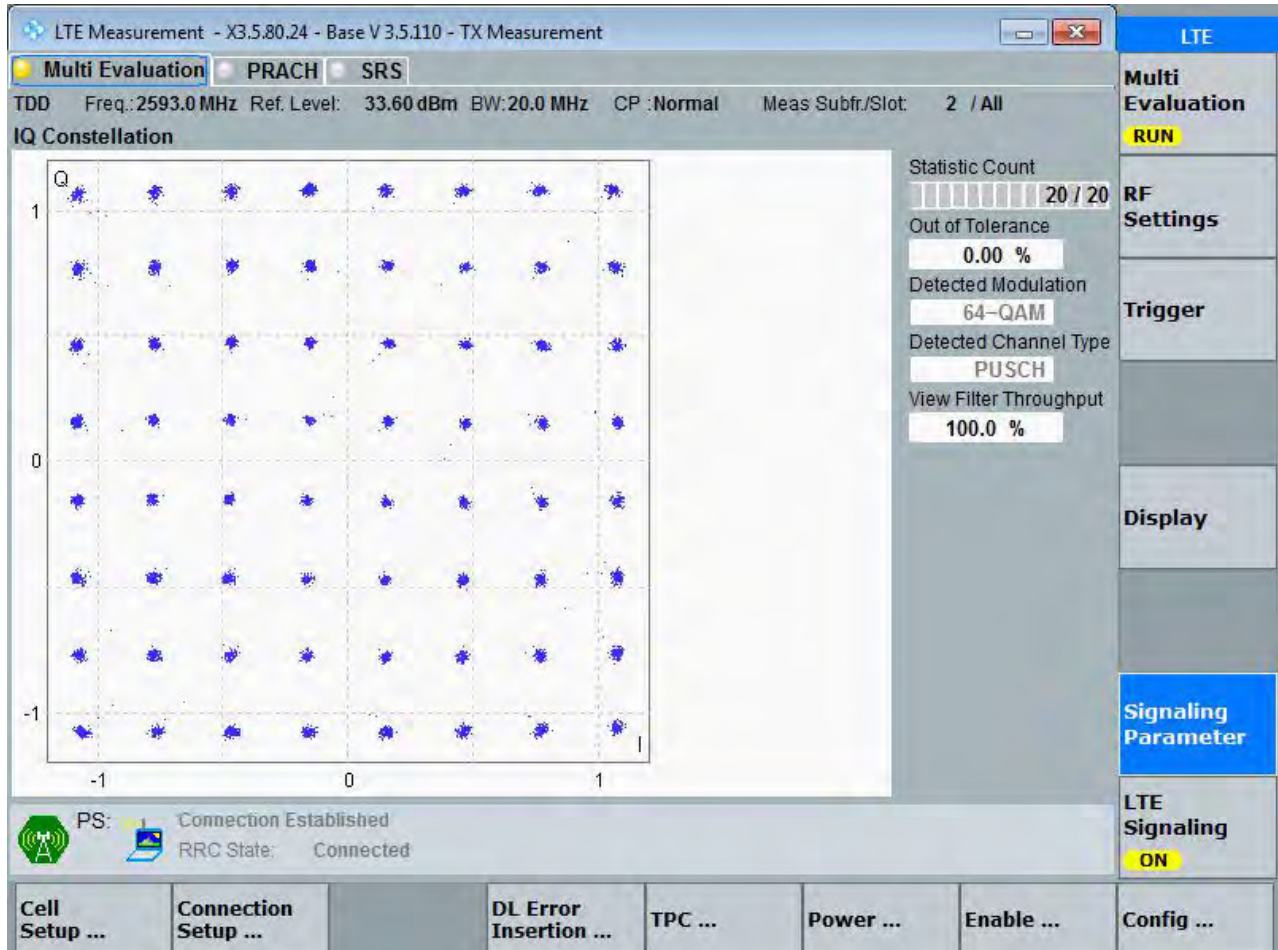 LTE Measurement - X3.5.80.24 - Base V 3.5.110 - TX Measurement
LTE
Multi Evaluation PRACH SRS
TDD Freq.: 2593.0 MHz Ref. Level: 33.60 dBm BW: 20.0 MHz CP : Normal Meas Subfr./Slot: 2 / All
IQ Constellation
Q
1
0
-1
-1 0 1
I
Statistic Count
20 / 20
Out of Tolerance
0.00 %
Detected Modulation
64-QAM
Detected Channel Type
PUSCH
View Filter Throughput
100.0 %
Multi
Evaluation
RUN
RF
Settings
Trigger
Display
Signaling
Parameter
LTE
Signaling
ON
PS: Connection Established
RRC State: Connected
Cell
Setup ...
Connection
Setup ...
DL Error
Insertion ...
TPC ...
Power ...
Enable ...
Config ...